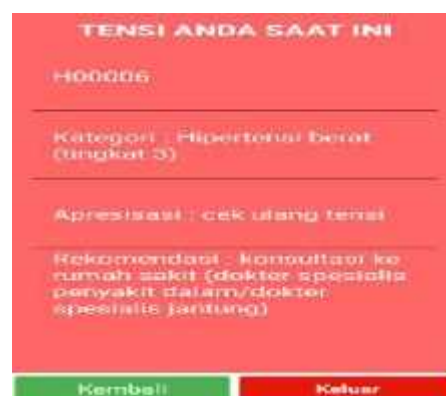 TENSI ANDA SAAT INI
H00006
Kategori : Hipertensi berat
(tingkat 3)
Apresisasi : cek ulang tensi
Rekomendasi : konsultasi ke
rumah sakit (dokter spesialis
penyakit dalam/dokter
spesialis jantung)
Kembali Keluar